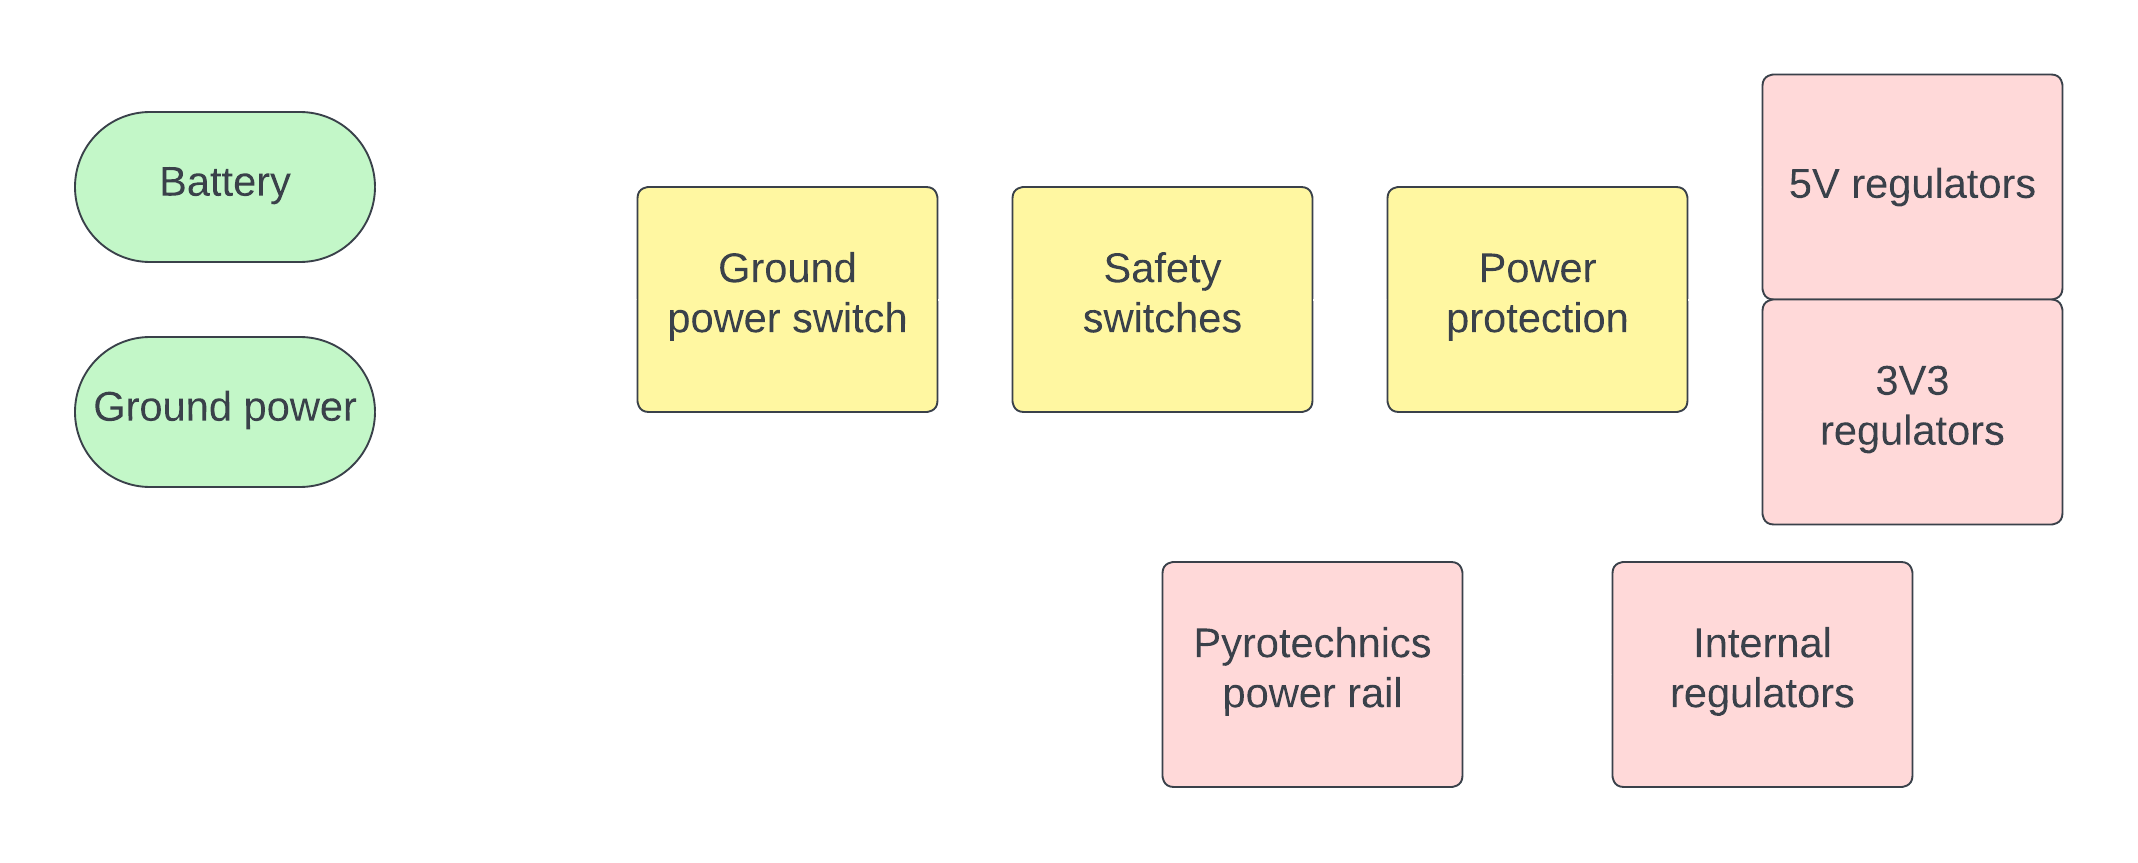 Battery
Ground power
Ground
power switch
Safety
switches
Power
protection
5V regulators
3V3
regulators
Pyrotechnics
power rail
Internal
regulators